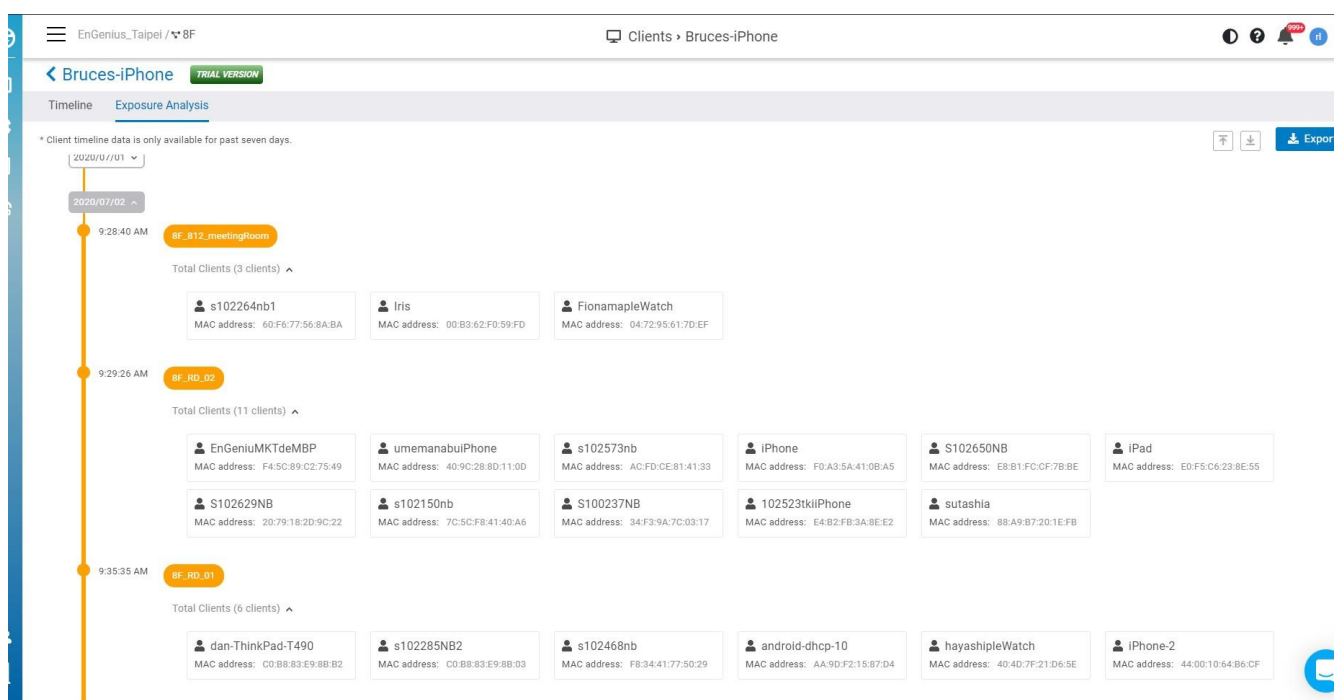 EnGenius_Taipei / 8F
Clients › Bruces-iPhone
999+
rl
Bruces-iPhone TRIAL VERSION
Timeline Exposure Analysis
* Client timeline data is only available for past seven days.
Export
2020/07/01
2020/07/02
9:28:40 AM 8F_812_meetingRoom
Total Clients (3 clients)
s102264nb1 Iris FionamapleWatch
MAC address: 60:F6:77:56:8A:BA MAC address: 00:B3:62:F0:59:FD MAC address: 04:72:95:61:7D:EF
9:29:26 AM 8F_RD_02
Total Clients (11 clients)
EnGeniuMKTdeMBP umemanabuiPhone s102573nb iPhone S102650NB iPad
MAC address: F4:5C:89:C2:75:49 MAC address: 40:9C:28:8D:11:0D MAC address: AC:FD:CE:81:41:33 MAC address: F0:A3:5A:41:0B:A5 MAC address: E8:B1:FC:CF:7B:BE MAC address: E0:F5:C6:23:8E:55
S102629NB s102150nb S100237NB 102523tkiiPhone sutashia
MAC address: 20:79:18:2D:9C:22 MAC address: 7C:5C:F8:41:40:A6 MAC address: 34:F3:9A:7C:03:17 MAC address: E4:B2:FB:3A:8E:E2 MAC address: 88:A9:B7:20:1E:FB
9:35:35 AM 8F_RD_01
Total Clients (6 clients)
dan-ThinkPad-T490 s102285NB2 s102468nb android-dhcp-10 hayashipleWatch iPhone-2
MAC address: C0:B8:83:E9:8B:B2 MAC address: C0:B8:83:E9:8B:03 MAC address: F8:34:41:77:50:29 MAC address: AA:9D:F2:15:87:D4 MAC address: 40:4D:7F:21:D6:5E MAC address: 44:00:10:64:B6:CF